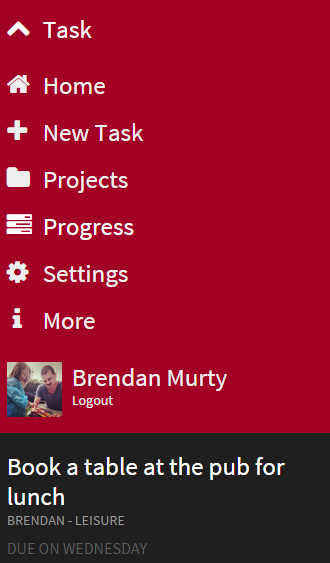 Task
Home
New Task
Projects
Progress
Settings
More
Brendan Murty
Logout
Book a table at the pub for
lunch
BRENDAN - LEISURE
DUE ON WEDNESDAY